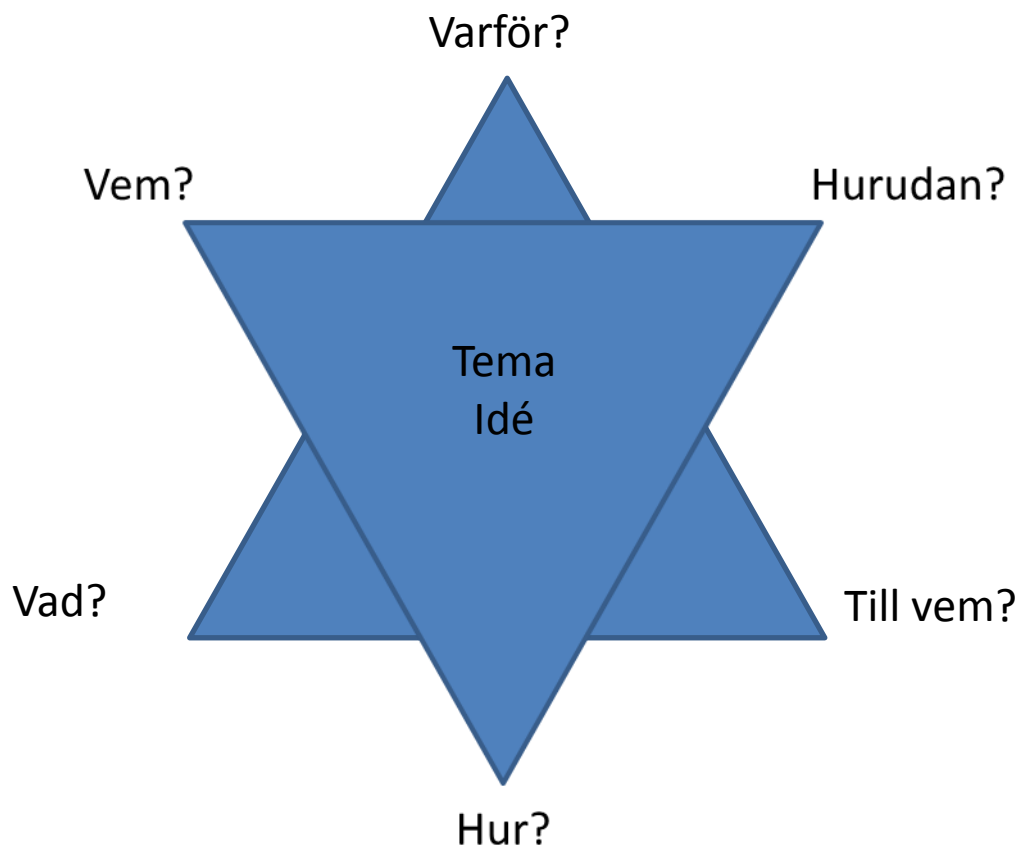 Varför?
Vem?
Hurudan?
Tema
Idé
Vad?
Till vem?
Hur?